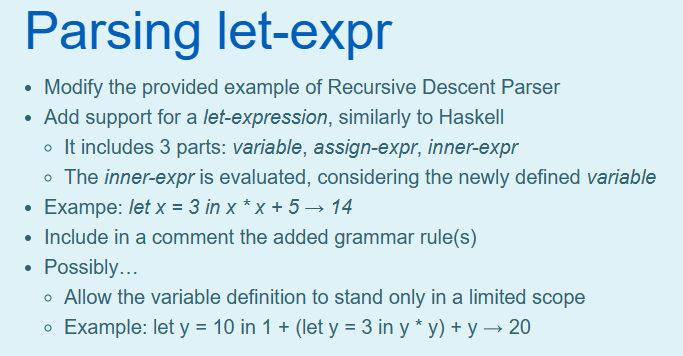 Parsing let-expr
• Modify the provided example of Recursive Descent Parser
• Add support for a let-expression, similarly to Haskell
o It includes 3 parts: variable, assign-expr, inner-expr
o The inner-expr is evaluated, considering the newly defined variable
• Exampe: let x = 3 in x * x + 5 → 14
• Include in a comment the added grammar rule(s)
• Possibly…
o Allow the variable definition to stand only in a limited scope
o Example: let y = 10 in 1 + (let y = 3 in y * y) + y → 20